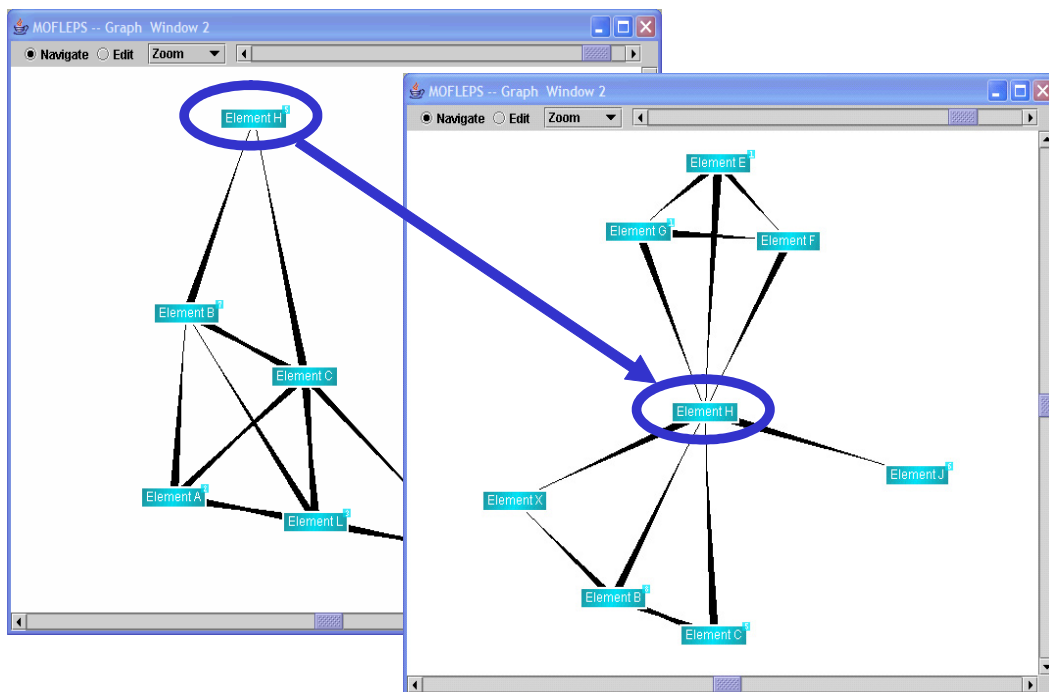 MOFLEPS -- Graph Window 2
Navigate Edit Zoom
Element H
Element B
Element C
Element A
Element L
MOFLEPS -- Graph Window 2
Navigate Edit Zoom
Element E
Element G
Element F
Element H
Element J
Element X
Element B
Element C